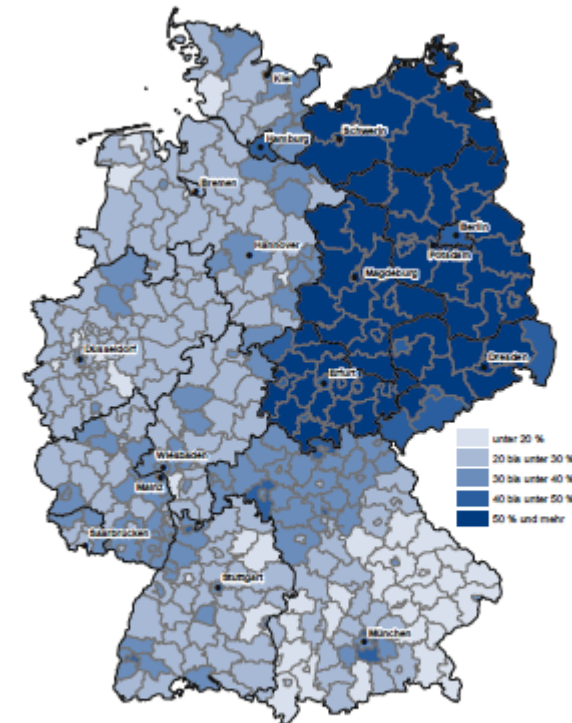 Kiel
Schwerin
Hamburg
Bremen
Berlin
Hannover
Potsdam
Magdeburg
Düsseldorf
Erfurt
Dresden
unter 20 %
20 bis unter 30 %
30 bis unter 40 %
40 bis unter 50 %
50 % und mehr
Wiesbaden
Mainz
Saarbrücken
Stuttgart
München